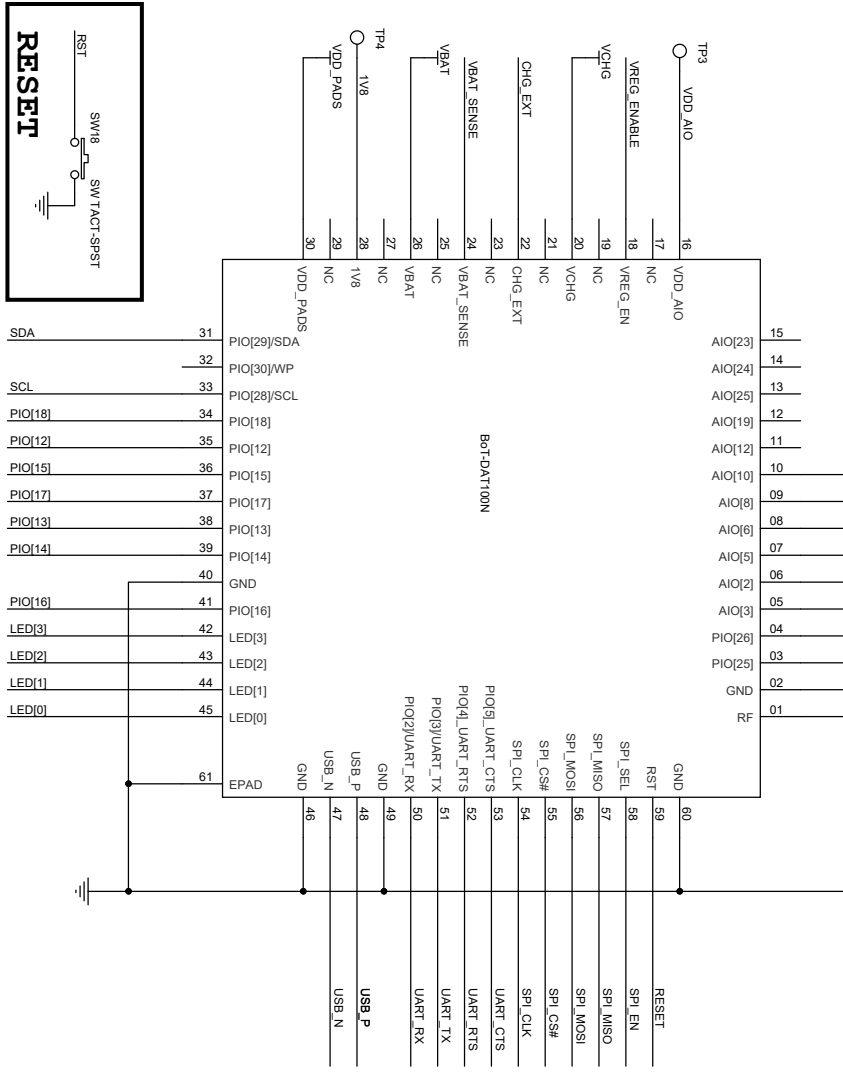 RESET
RST
SW18
SW TACT-SPST
TP4
1V8
VDD_PADS
VBAT
VBAT_SENSE
CHG_EXT
VCHG
VREG_ENABLE
TP3
VDD_AIO
30
29
28
27
26
25
24
23
22
21
20
19
18
17
16
VDD_PADS
NC
1V8
NC
VBAT
NC
VBAT_SENSE
NC
CHG_EXT
NC
VCHG
NC
VREG_EN
NC
VDD_AIO
SDA 31 PIO[29]/SDA
32 PIO[30]/WP
SCL 33 PIO[28]/SCL
PIO[18] 34 PIO[18]
PIO[12] 35 PIO[12]
PIO[15] 36 PIO[15]
PIO[17] 37 PIO[17]
PIO[13] 38 PIO[13]
PIO[14] 39 PIO[14]
40 GND
PIO[16] 41 PIO[16]
LED[3] 42 LED[3]
LED[2] 43 LED[2]
LED[1] 44 LED[1]
LED[0] 45 LED[0]
61 EPAD
BoT-DAT100N
AIO[23] 15
AIO[24] 14
AIO[25] 13
AIO[19] 12
AIO[12] 11
AIO[10] 10
AIO[8] 09
AIO[6] 08
AIO[5] 07
AIO[2] 06
AIO[3] 05
PIO[26] 04
PIO[25] 03
GND 02
RF 01
GND
USB_N
USB_P
GND
PIO[2]/UART_RX
PIO[3]/UART_TX
PIO[4]_UART_RTS
PIO[5]_UART_CTS
SPI_CLK
SPI_CS#
SPI_MOSI
SPI_MISO
SPI_SEL
RST
GND
46
47
48
49
50
51
52
53
54
55
56
57
58
59
60
USB_N
USB_P
UART_RX
UART_TX
UART_RTS
UART_CTS
SPI_CLK
SPI_CS#
SPI_MOSI
SPI_MISO
SPI_EN
RESET